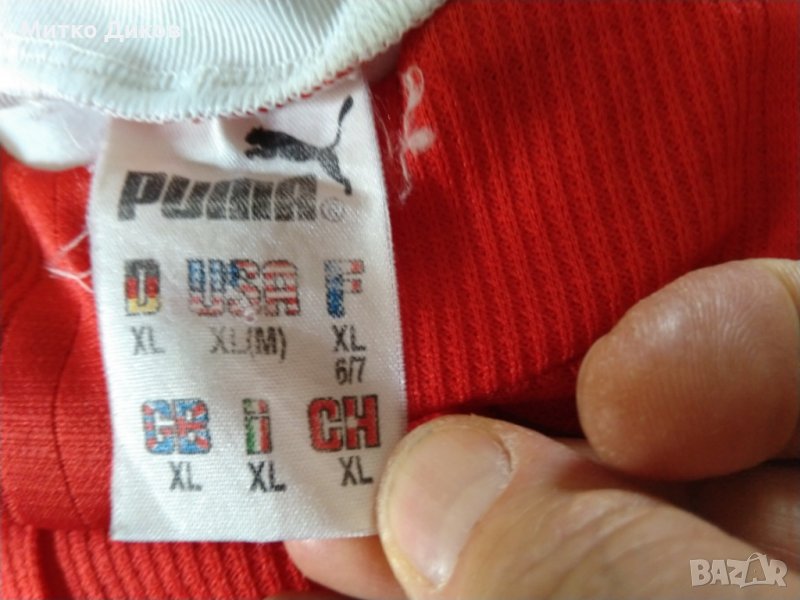 Митко Диков
PUMA®
D USA F
XL XL(M) XL
6/7
GB I CH
XL XL XL
BAZAR